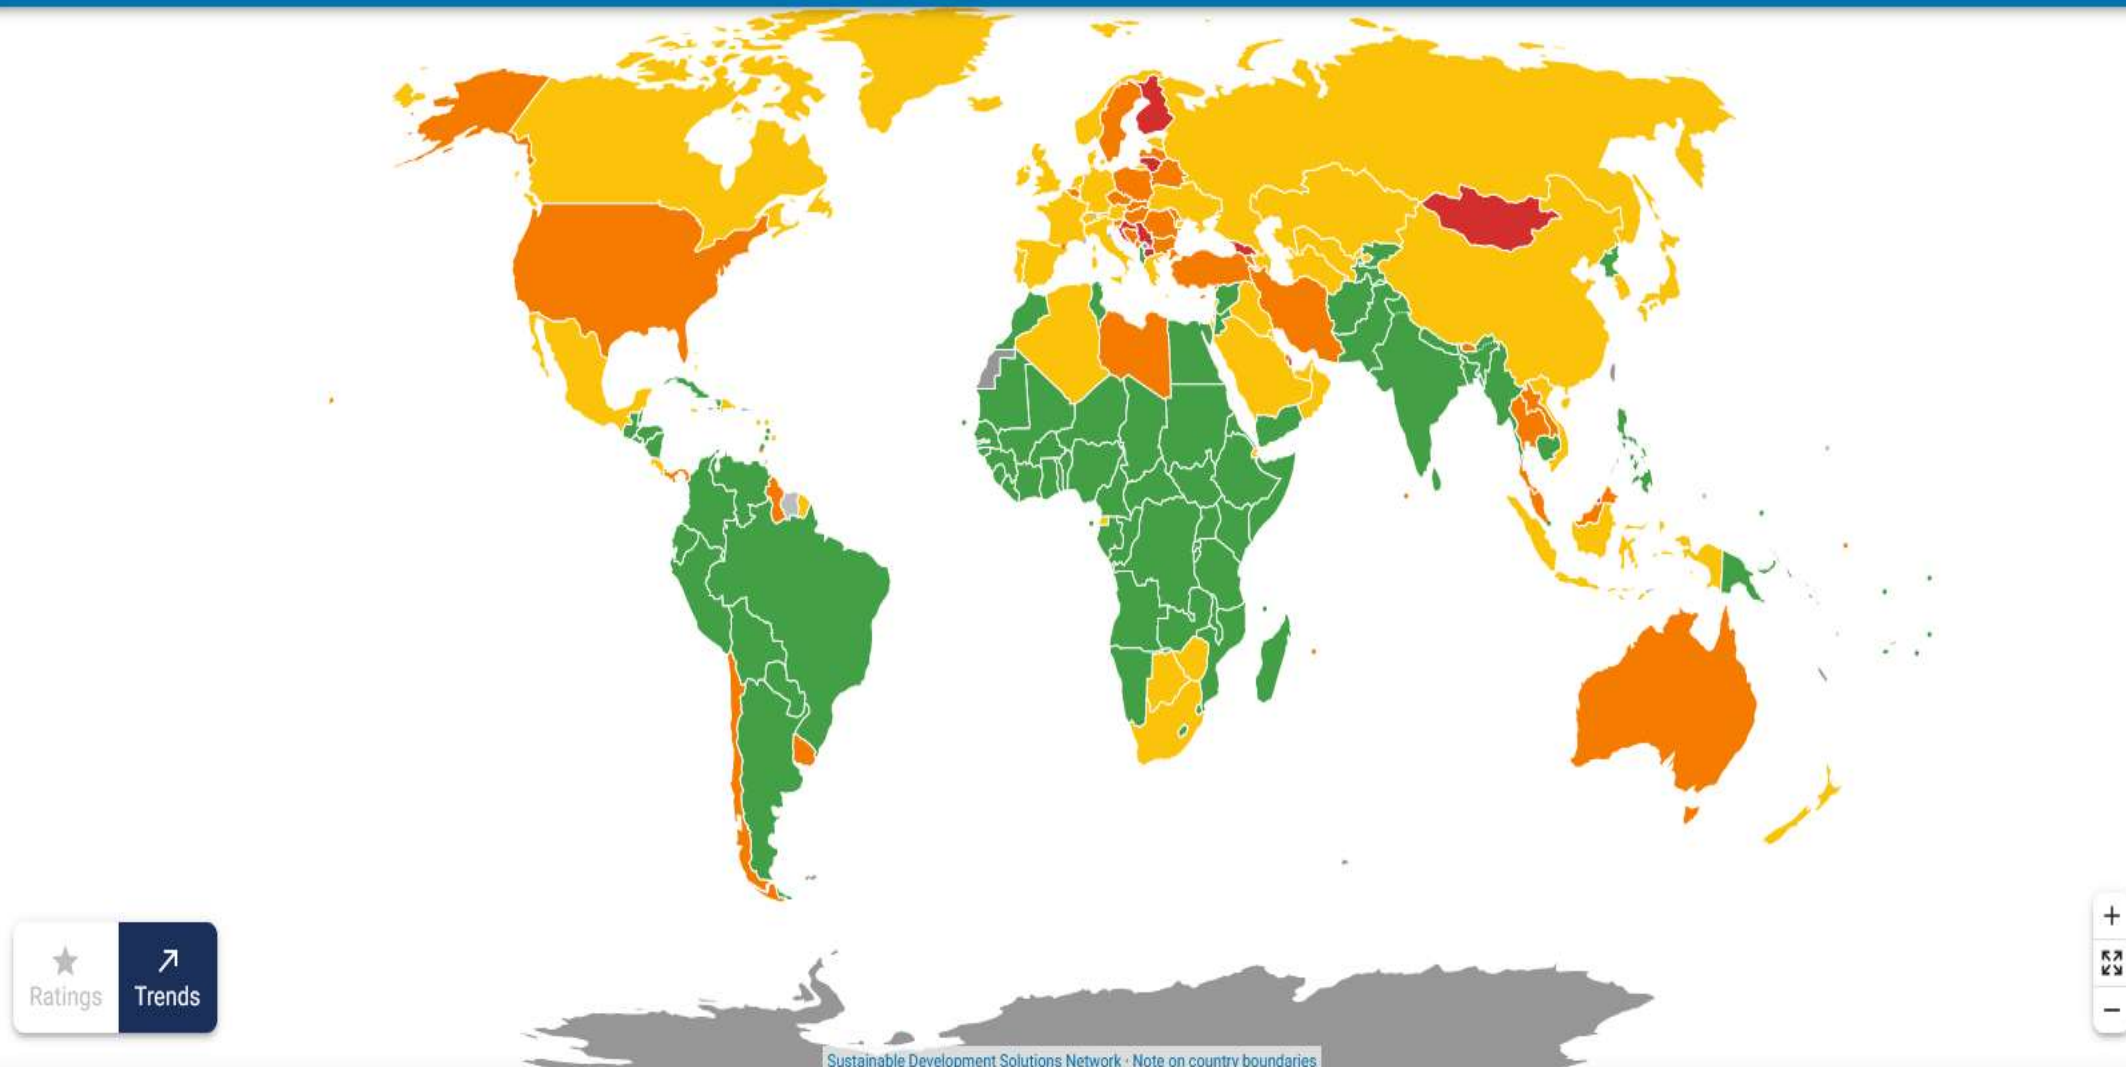 Ratings
Trends
+
−
Sustainable Development Solutions Network · Note on country boundaries